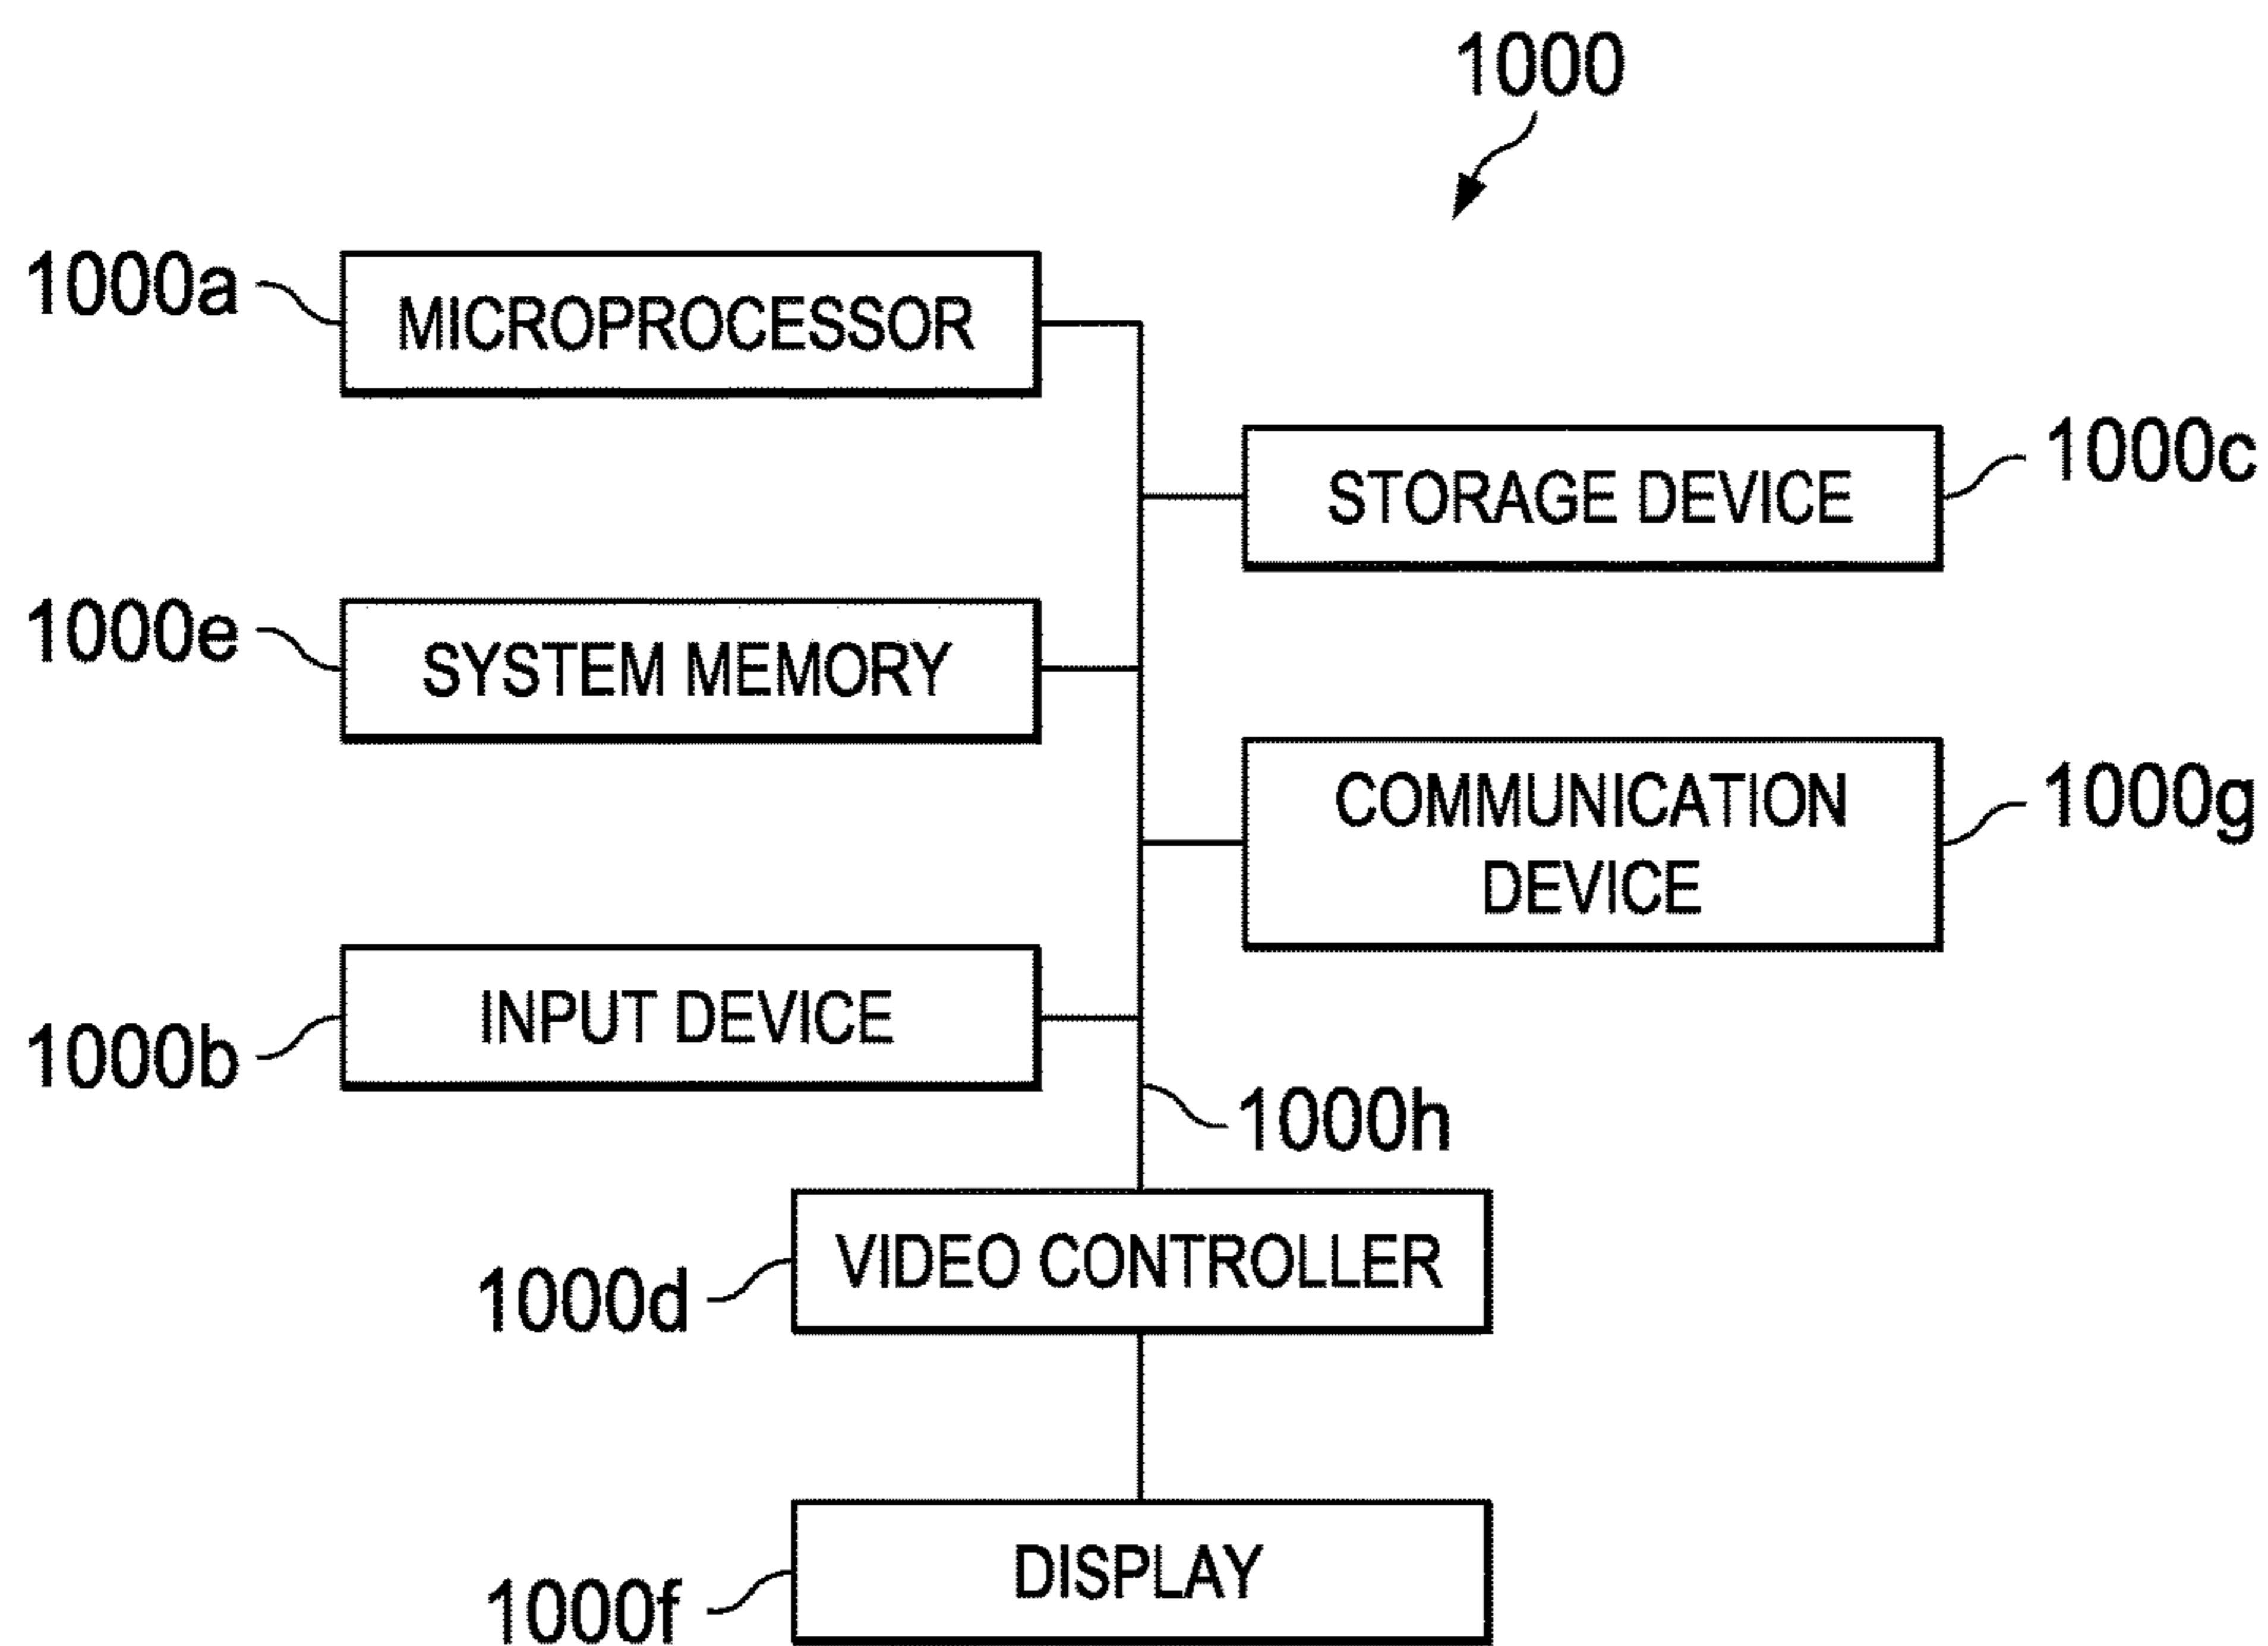 1000
1000a
MICROPROCESSOR
STORAGE DEVICE
1000c
1000e
SYSTEM MEMORY
COMMUNICATION
DEVICE
1000g
INPUT DEVICE
1000b
1000h
VIDEO CONTROLLER
1000d
DISPLAY
1000f